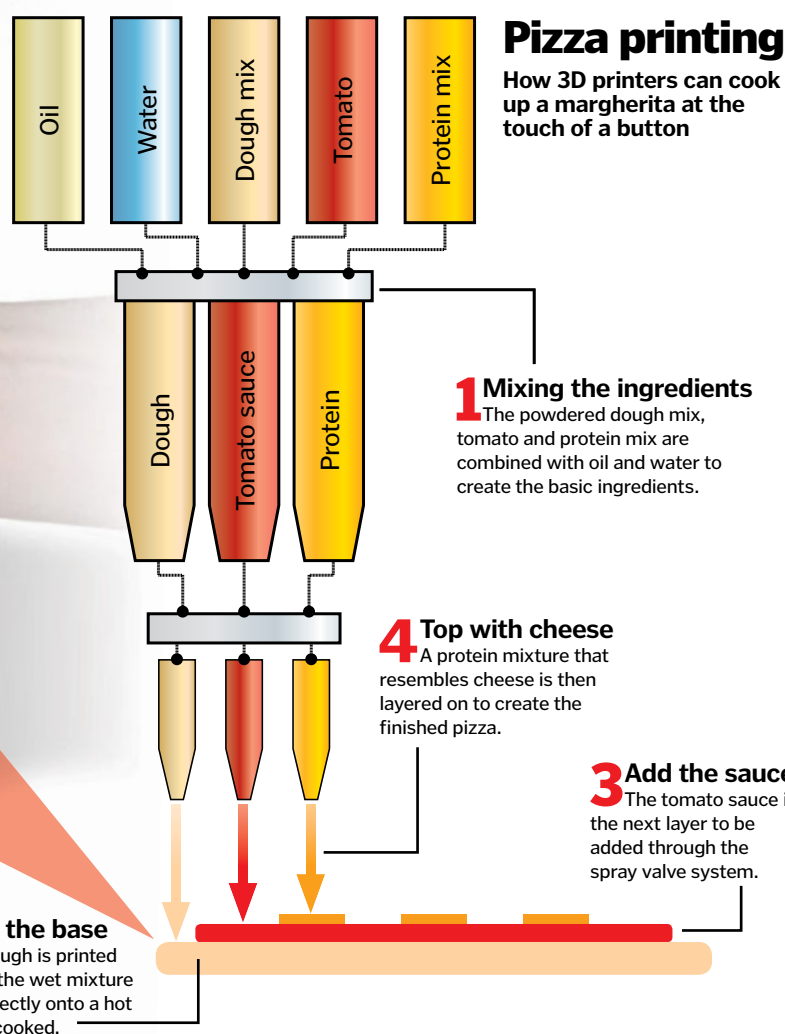 Pizza printing
How 3D printers can cook
up a margherita at the
touch of a button
Oil
Water
Dough mix
Tomato
Protein mix
Dough
Tomato sauce
Protein
1 Mixing the ingredients
The powdered dough mix,
tomato and protein mix are
combined with oil and water to
create the basic ingredients.
4 Top with cheese
A protein mixture that
resembles cheese is then
layered on to create the
finished pizza.
3 Add the sauce
The tomato sauce i
the next layer to be
added through the
spray valve system.
the base
ugh is printed
the wet mixture
ectly onto a hot
cooked.